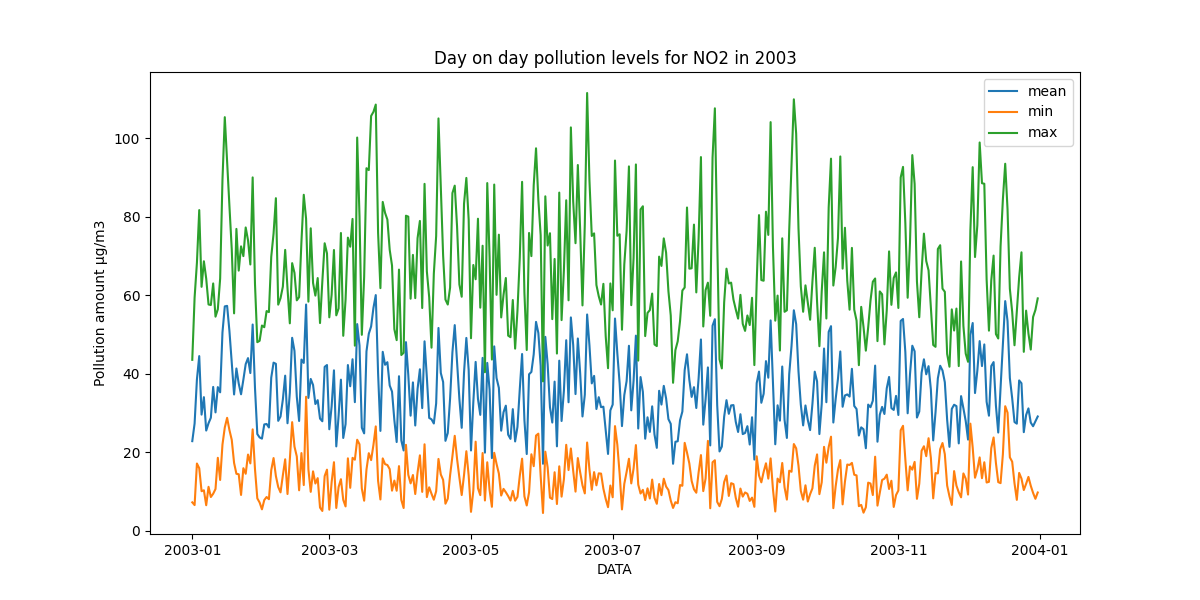 Day on day pollution levels for NO2 in 2003
mean
min
max
100
80
60
40
20
0
Pollution amount µg/m3
2003-01
2003-03
2003-05
2003-07
2003-09
2003-11
2004-01
DATA